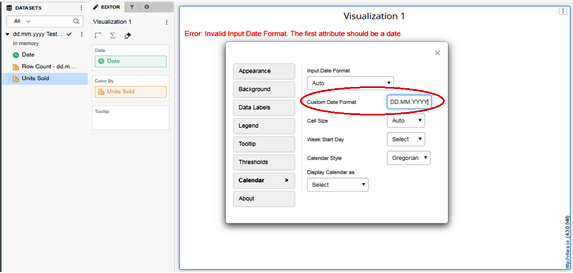 DATASETS
All
dd.mm.yyyy Test...
In memory
Date
Row Count - dd.m...
Units Sold
EDITOR
Visualization 1
Date
Date
Color By
Units Sold
Tooltip
Visualization 1
Error: Invalid Input Date Format. The first attribute should be a date.
×
Appearance
Background
Data Labels
Legend
Tooltip
Thresholds
Calendar >
About
Input Date Format
Auto
Custom Date Format DD.MM.YYYY
Cell Size Auto
Week Start Day Select
Calendar Style Gregorian
Display Calendar as
Select
http://vitara.co (4.3.0.546)